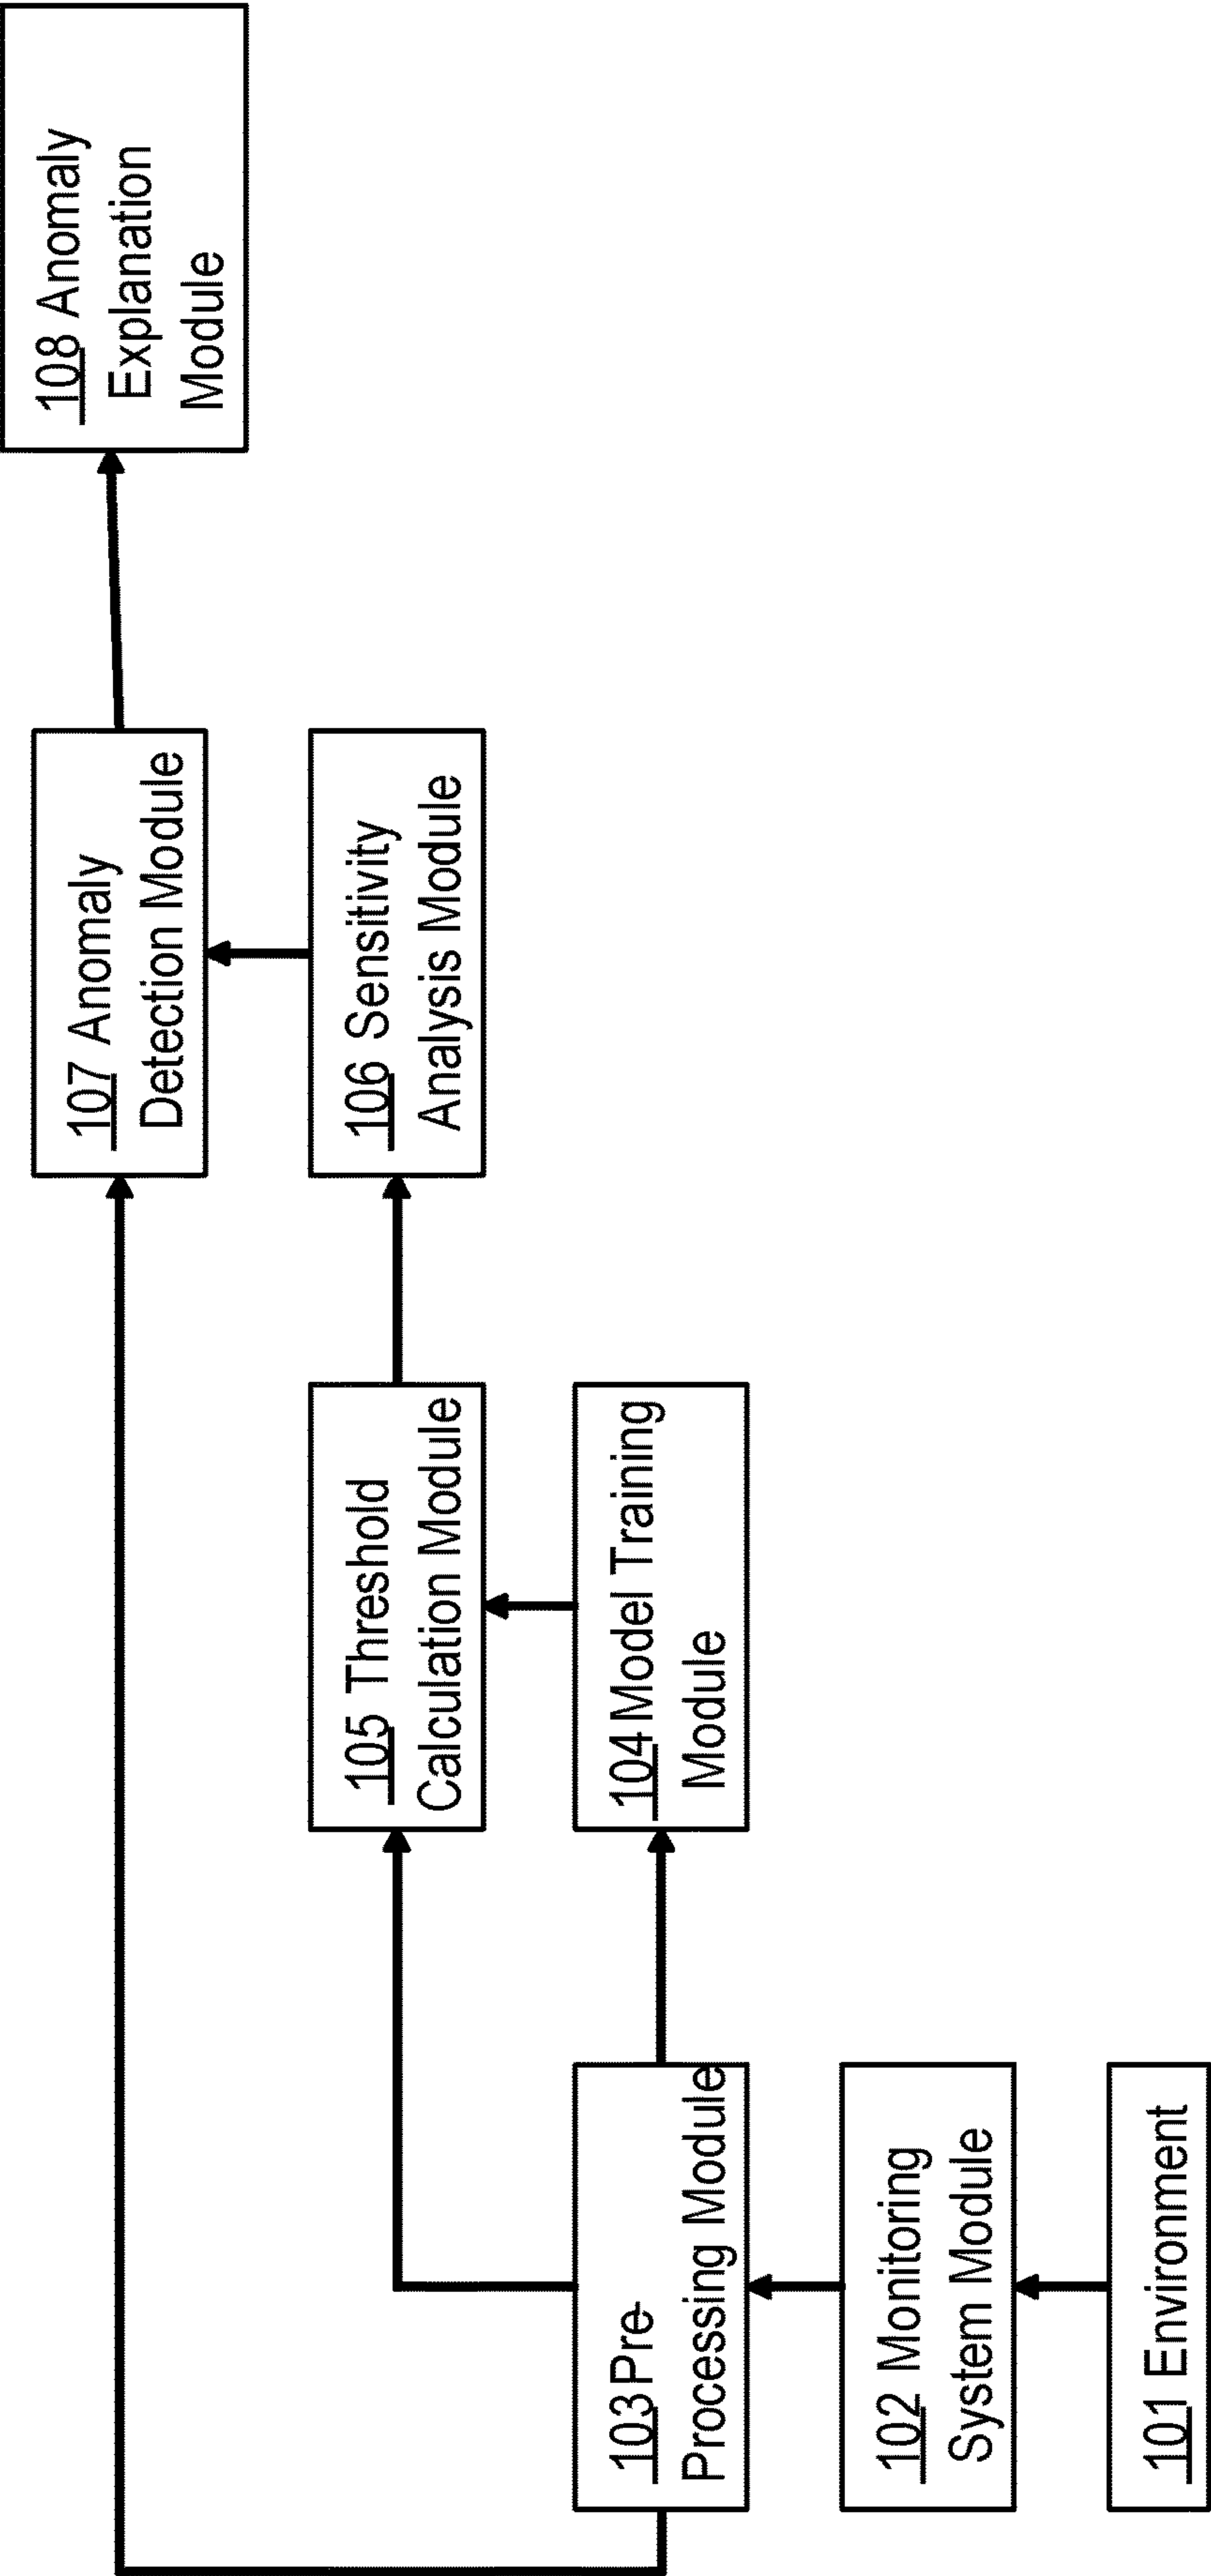 108 Anomaly
Explanation
Module
107 Anomaly
Detection Module
106 Sensitivity
Analysis Module
105 Threshold
Calculation Module
104 Model Training
Module
103 Pre-
Processing Module
102 Monitoring
System Module
101 Environment